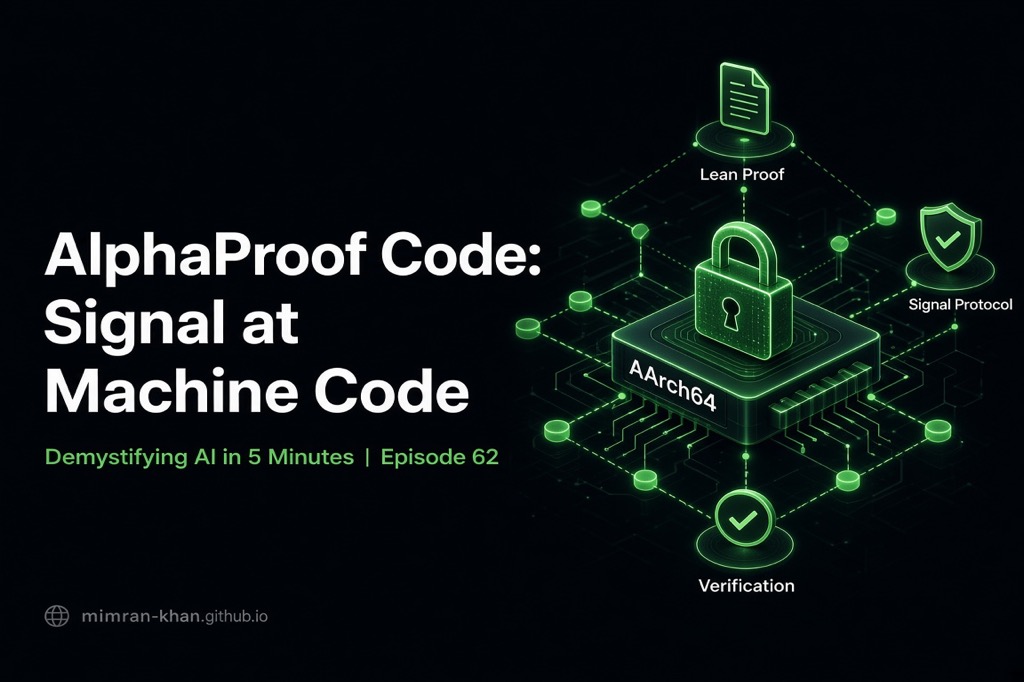 AlphaProof Code:
Signal at
Machine Code
Demystifying AI in 5 Minutes | Episode 62
mimran-khan.github.io
Lean Proof
Signal Protocol
AArch64
Verification